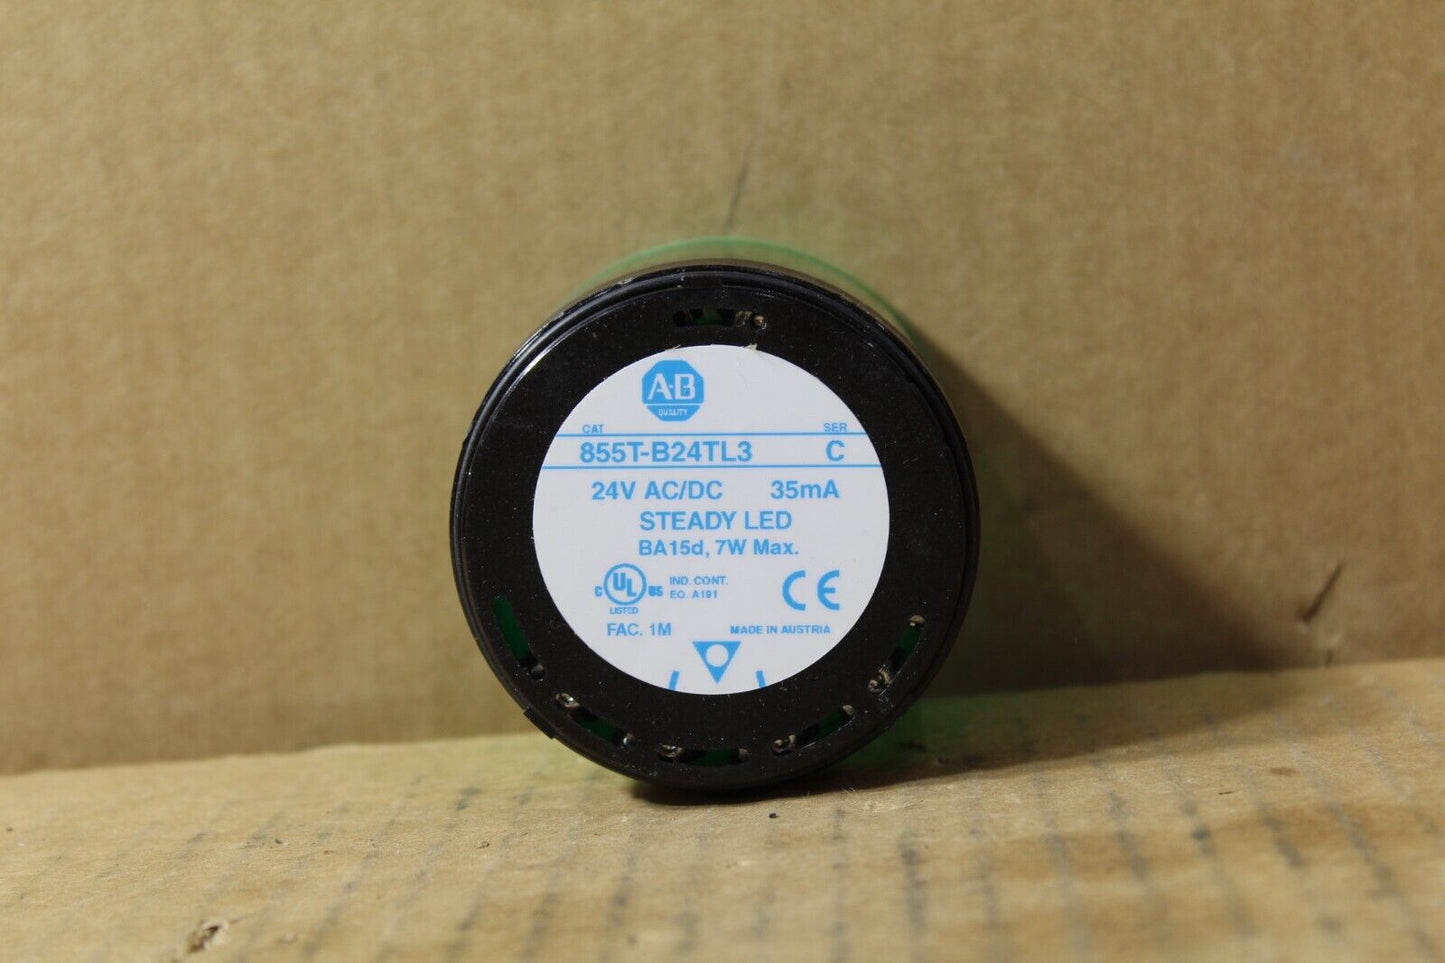 A-B
QUALITY
CAT SER
855T-B24TL3 C
24V AC/DC 35mA
STEADY LED
BA15d, 7W Max.
C UL US LISTED
IND. CONT.
EQ. A191
CE
FAC. 1M MADE IN AUSTRIA